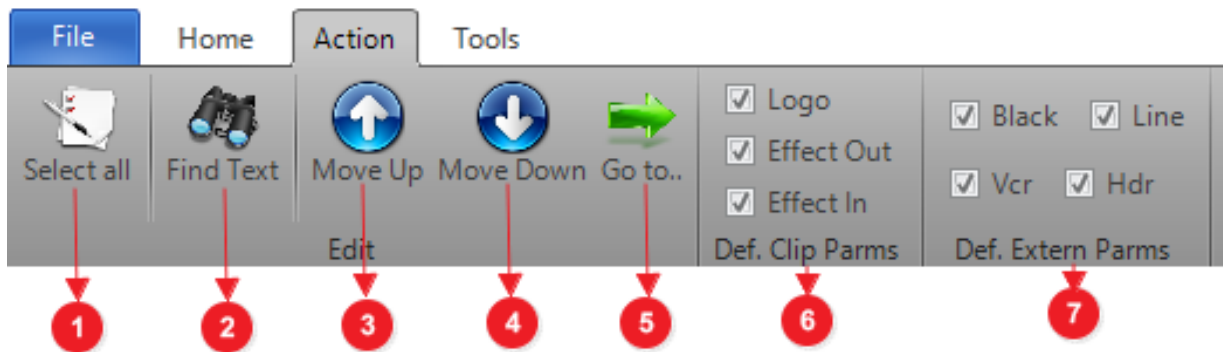 File Home Action Tools
Select all Find Text Move Up Move Down Go to..
Logo
Effect Out
Effect In
Black Line
Vcr Hdr
Edit Def. Clip Parms Def. Extern Parms
1 2 3 4 5 6 7